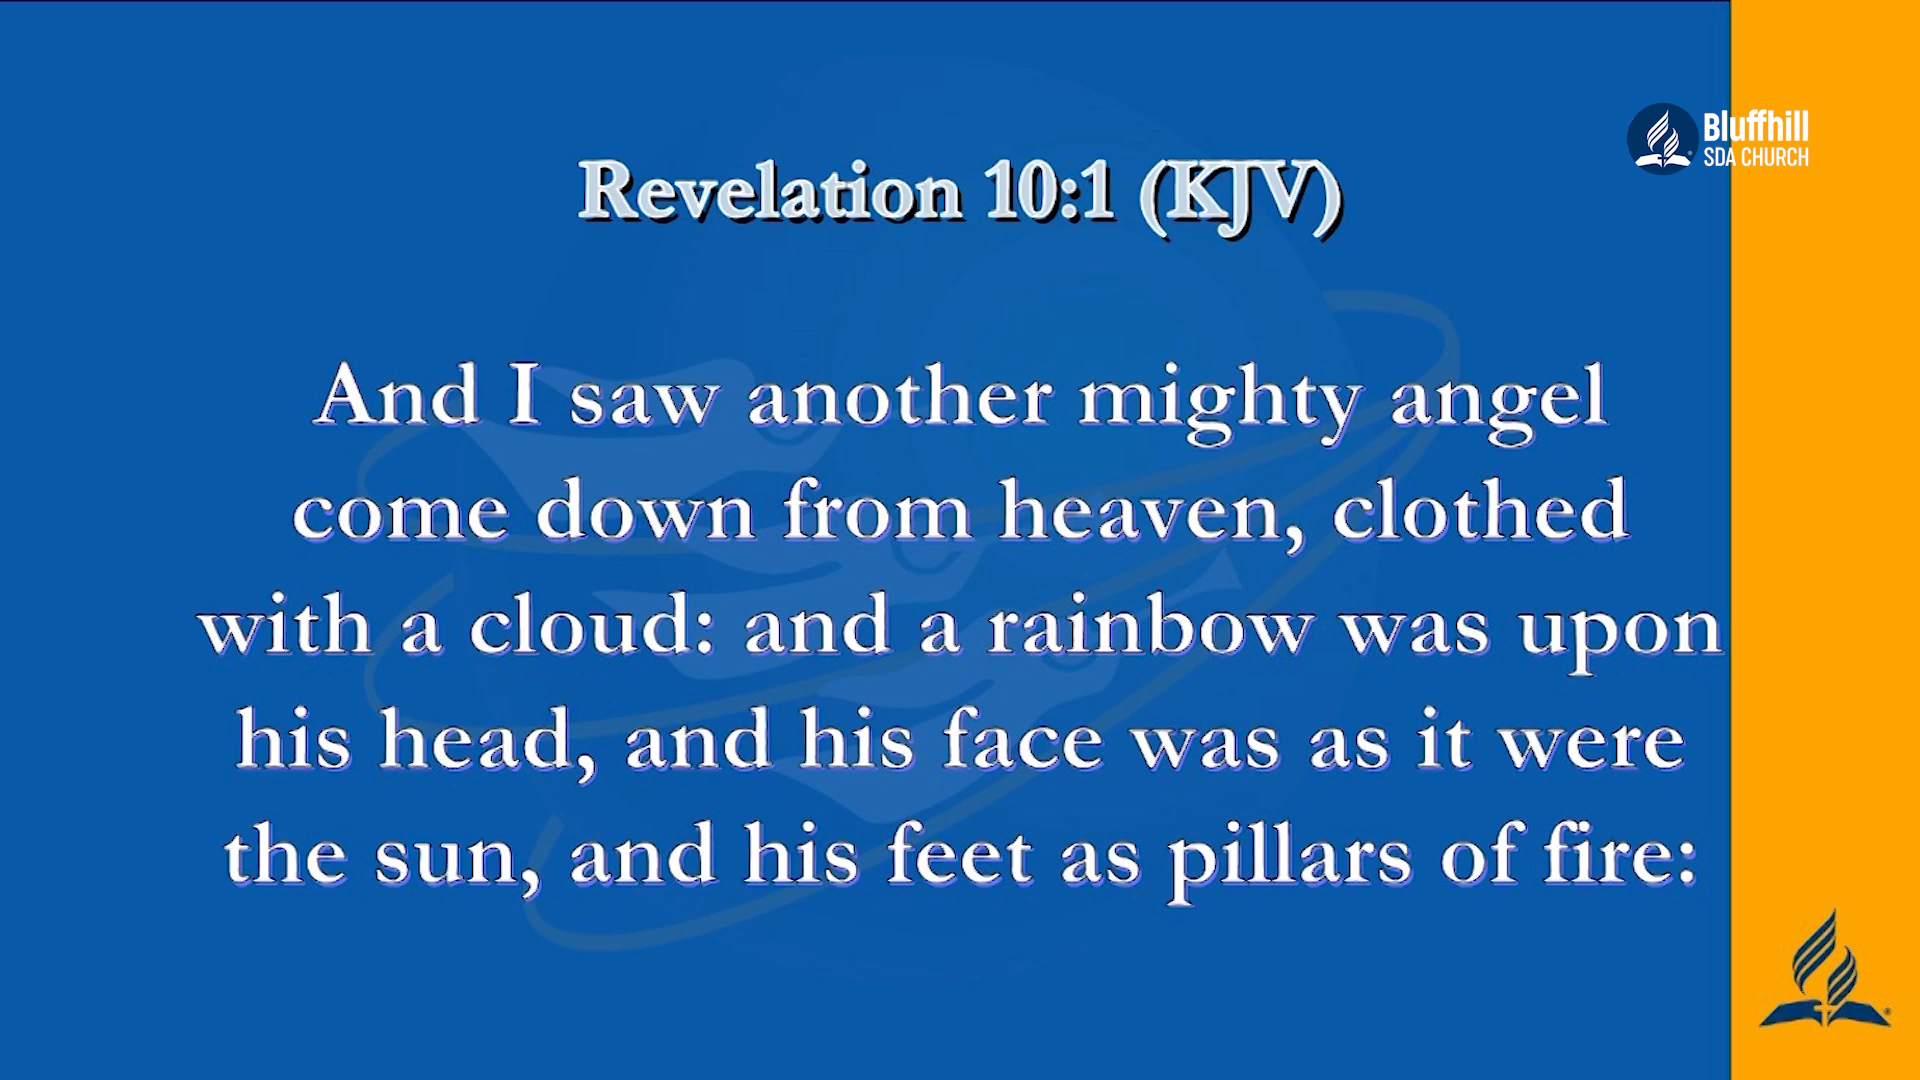 Bluffhill
SDA CHURCH
Revelation 10:1 (KJV)
And I saw another mighty angel
come down from heaven, clothed
with a cloud: and a rainbow was upon
his head, and his face was as it were
the sun, and his feet as pillars of fire: